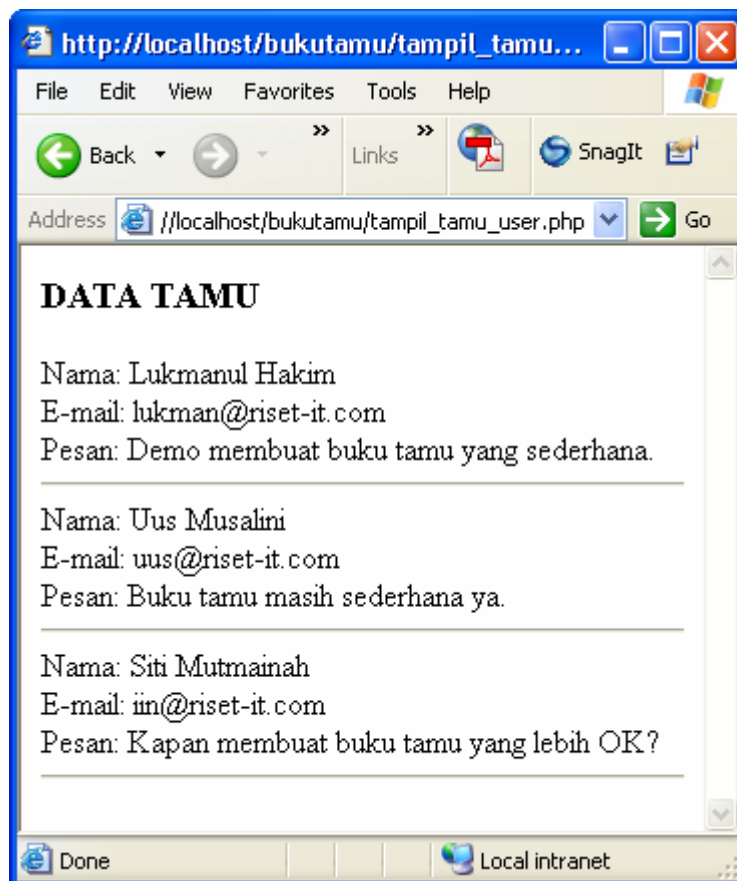 http://localhost/bukutamu/tampil_tamu...
File Edit View Favorites Tools Help
Back Links SnagIt
Address //localhost/bukutamu/tampil_tamu_user.php Go
DATA TAMU
Nama: Lukmanul Hakim
E-mail: lukman@riset-it.com
Pesan: Demo membuat buku tamu yang sederhana.
Nama: Uus Musalini
E-mail: uus@riset-it.com
Pesan: Buku tamu masih sederhana ya.
Nama: Siti Mutmainah
E-mail: iin@riset-it.com
Pesan: Kapan membuat buku tamu yang lebih OK?
Done Local intranet